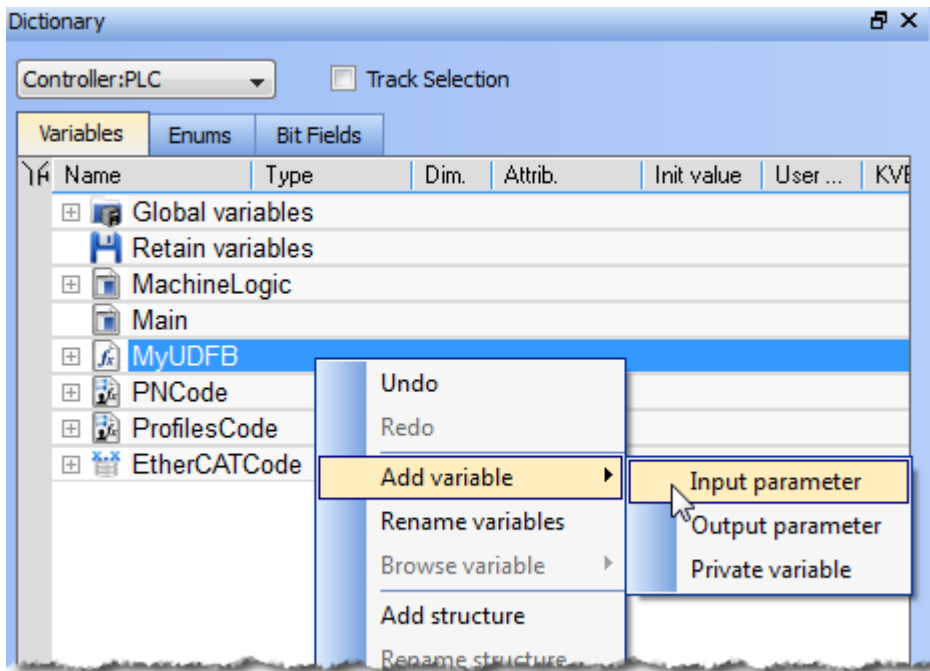 Dictionary
Controller:PLC
Track Selection
Variables Enums Bit Fields
Name Type Dim. Attrib. Init value User ... KVB
Global variables
Retain variables
MachineLogic
Main
MyUDFB
PNCode
ProfilesCode
EtherCATCode
Undo
Redo
Add variable
Rename variables
Browse variable
Add structure
Rename structure
Input parameter
Output parameter
Private variable